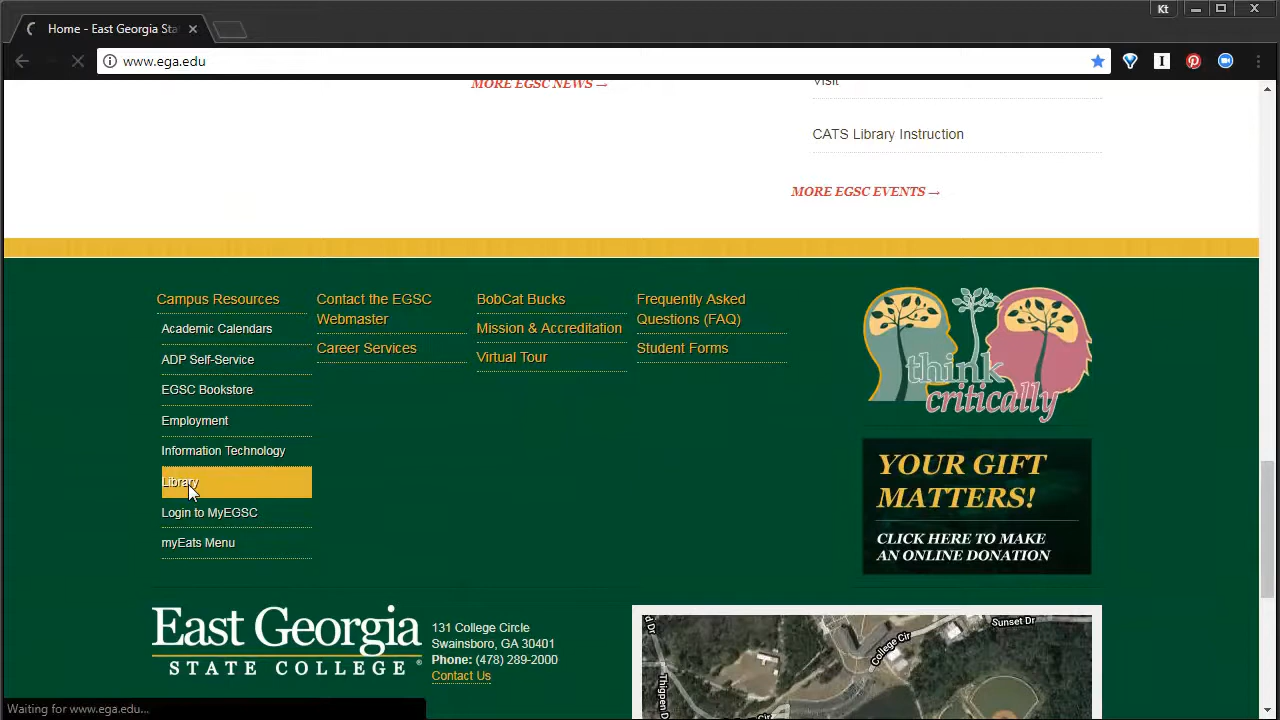 Kt
Home - East Georgia Sta
www.ega.edu
MORE EGSC NEWS →
Visit
CATS Library Instruction
MORE EGSC EVENTS →
Campus Resources
Academic Calendars
ADP Self-Service
EGSC Bookstore
Employment
Information Technology
Library
Login to MyEGSC
myEats Menu
Contact the EGSC
Webmaster
Career Services
BobCat Bucks
Mission & Accreditation
Virtual Tour
Frequently Asked
Questions (FAQ)
Student Forms
think
critically
YOUR GIFT
MATTERS!
CLICK HERE TO MAKE
AN ONLINE DONATION
East Georgia
STATE COLLEGE®
131 College Circle
Swainsboro, GA 30401
Phone: (478) 289-2000
Contact Us
d Dr
Thigpen D
College Cir
Sunset Dr
Cir
Waiting for www.ega.edu...